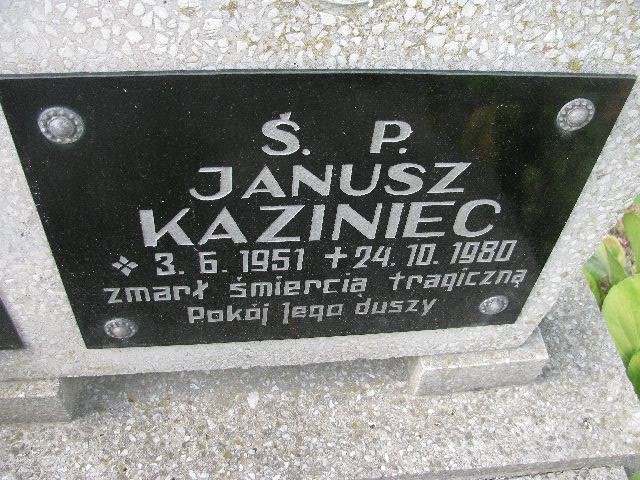 Ś. P.
JANUSZ
KAZINIEC
3. 6. 1951 +24. 10. 1980
zmarł śmiercią tragiczną
Pokój Jego duszy